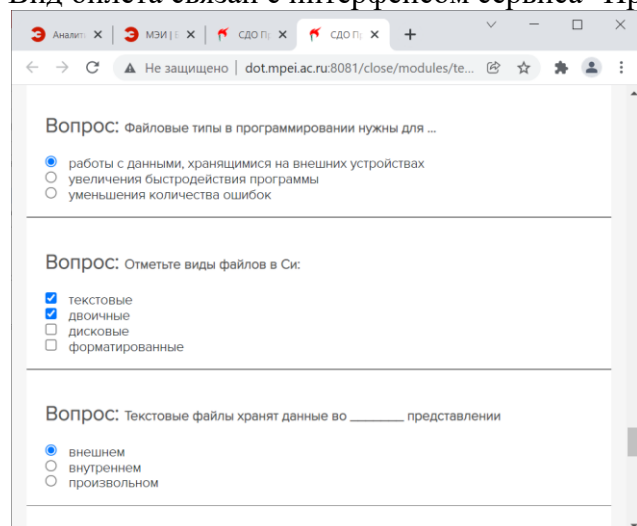 Вид билета связан с интерфейсом сервиса "Пр
Аналит
МЭИ | Е
СДО П
СДО П
Не защищено | dot.mpei.ac.ru:8081/close/modules/te...
Вопрос: Файловые типы в программировании нужны для ...
работы с данными, хранящимися на внешних устройствах
увеличения быстродействия программы
уменьшения количества ошибок
Вопрос: Отметьте виды файлов в Си:
текстовые
двоичные
дисковые
форматированные
Вопрос: Текстовые файлы хранят данные во ________ представлении
внешнем
внутреннем
произвольном